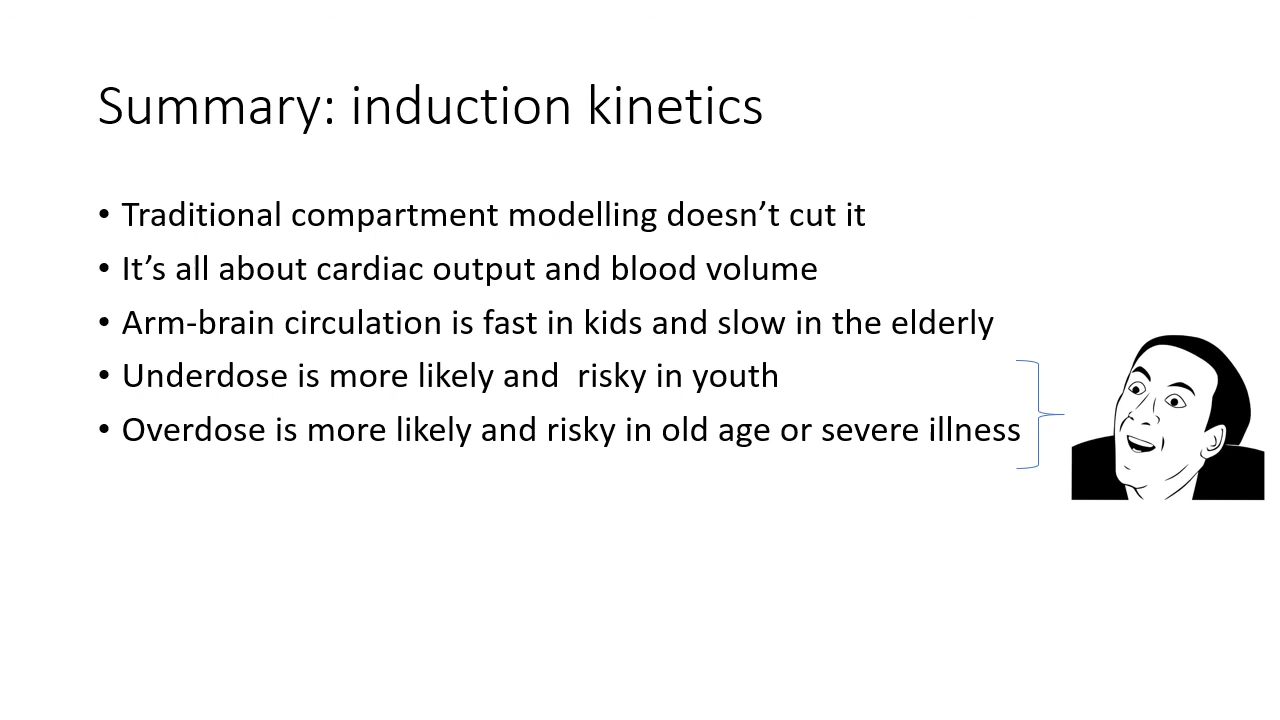 Summary: induction kinetics
• Traditional compartment modelling doesn’t cut it
• It’s all about cardiac output and blood volume
• Arm-brain circulation is fast in kids and slow in the elderly
• Underdose is more likely and  risky in youth
• Overdose is more likely and risky in old age or severe illness